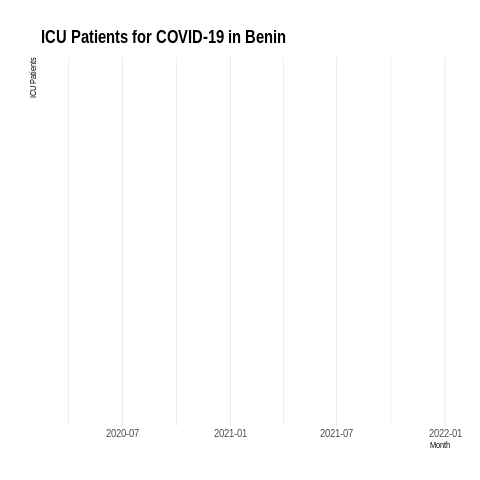 ICU Patients for COVID-19 in Benin
ICU Patients
2020-07 2021-01 2021-07 2022-01
Month